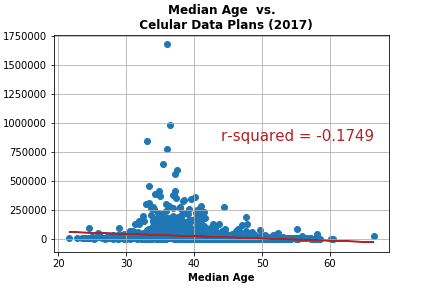 Median Age vs.
Celular Data Plans (2017)
1750000
1500000
1250000
1000000
750000
500000
250000
0
r-squared = -0.1749
20 30 40 50 60
Median Age